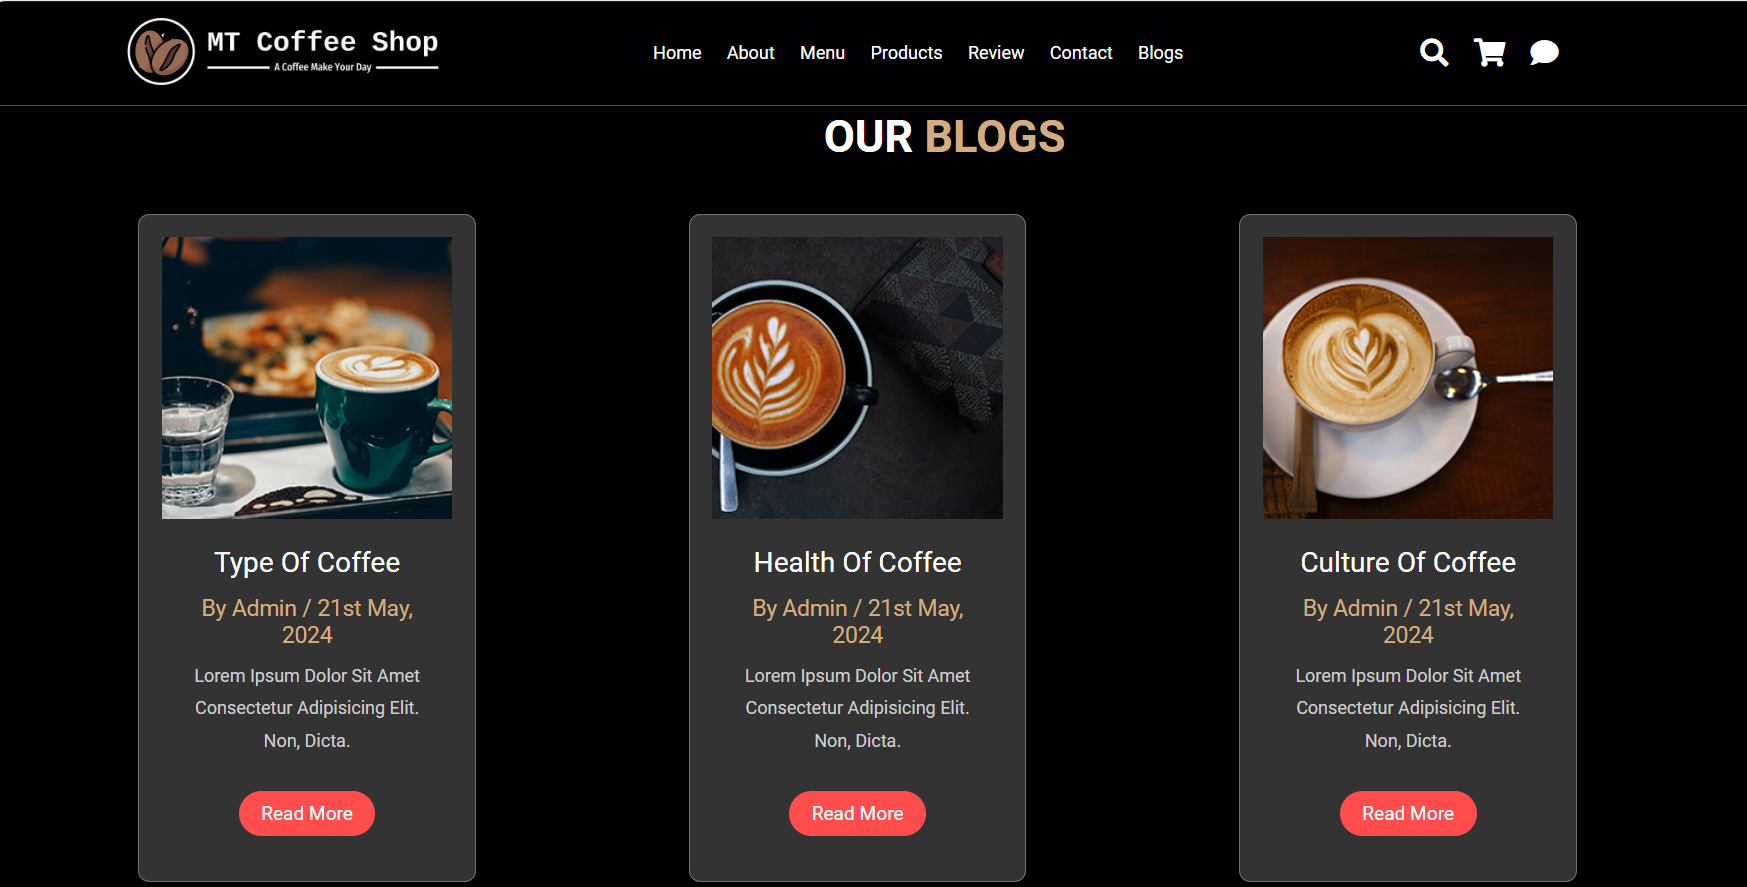 MT Coffee Shop
A Coffee Make Your Day
Home About Menu Products Review Contact Blogs
OUR BLOGS
Type Of Coffee
By Admin / 21st May,
2024
Lorem Ipsum Dolor Sit Amet
Consectetur Adipisicing Elit.
Non, Dicta.
Read More
Health Of Coffee
By Admin / 21st May,
2024
Lorem Ipsum Dolor Sit Amet
Consectetur Adipisicing Elit.
Non, Dicta.
Read More
Culture Of Coffee
By Admin / 21st May,
2024
Lorem Ipsum Dolor Sit Amet
Consectetur Adipisicing Elit.
Non, Dicta.
Read More